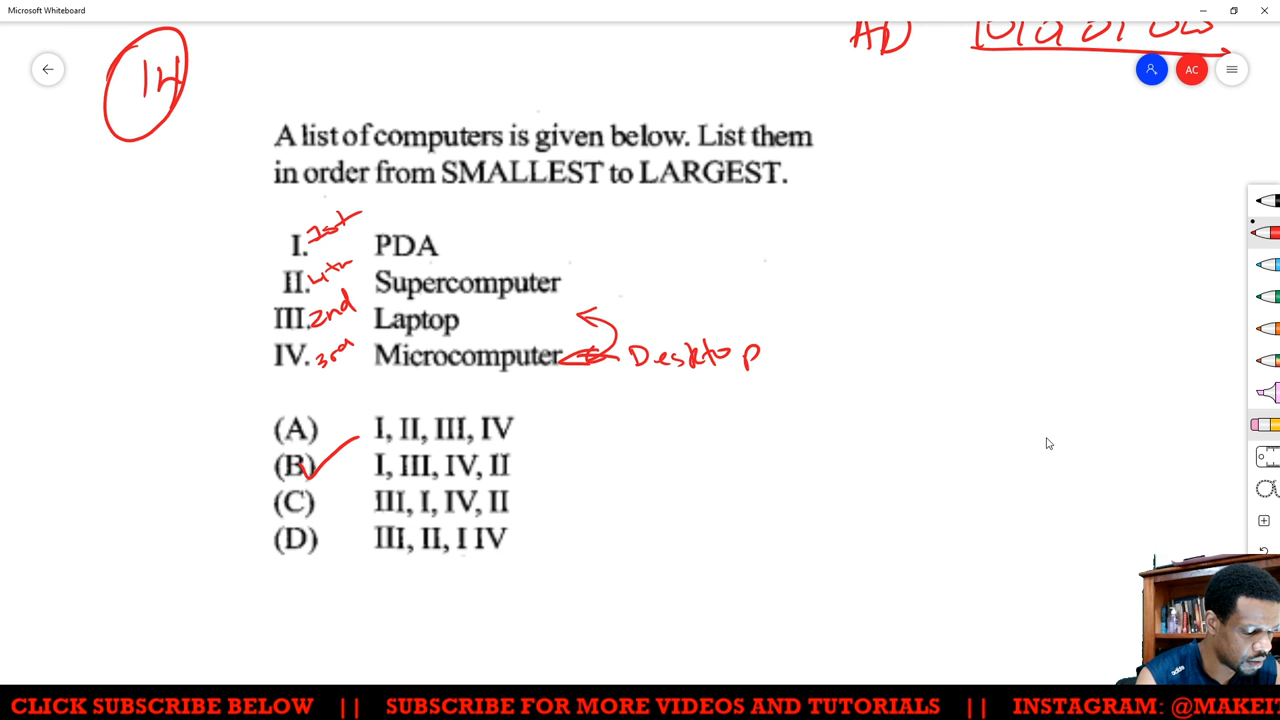 Microsoft Whiteboard
AD
14
AC
A list of computers is given below. List them
in order from SMALLEST to LARGEST.
I. 1st PDA
II. 4th Supercomputer
III. 2nd Laptop
IV. 3rd Microcomputer Desktop
(A) I, II, III, IV
(B) I, III, IV, II
(C) III, I, IV, II
(D) III, II, I IV
CLICK SUBSCRIBE BELOW || SUBSCRIBE FOR MORE VIDEOS AND TUTORIALS || INSTAGRAM: @MAKEI